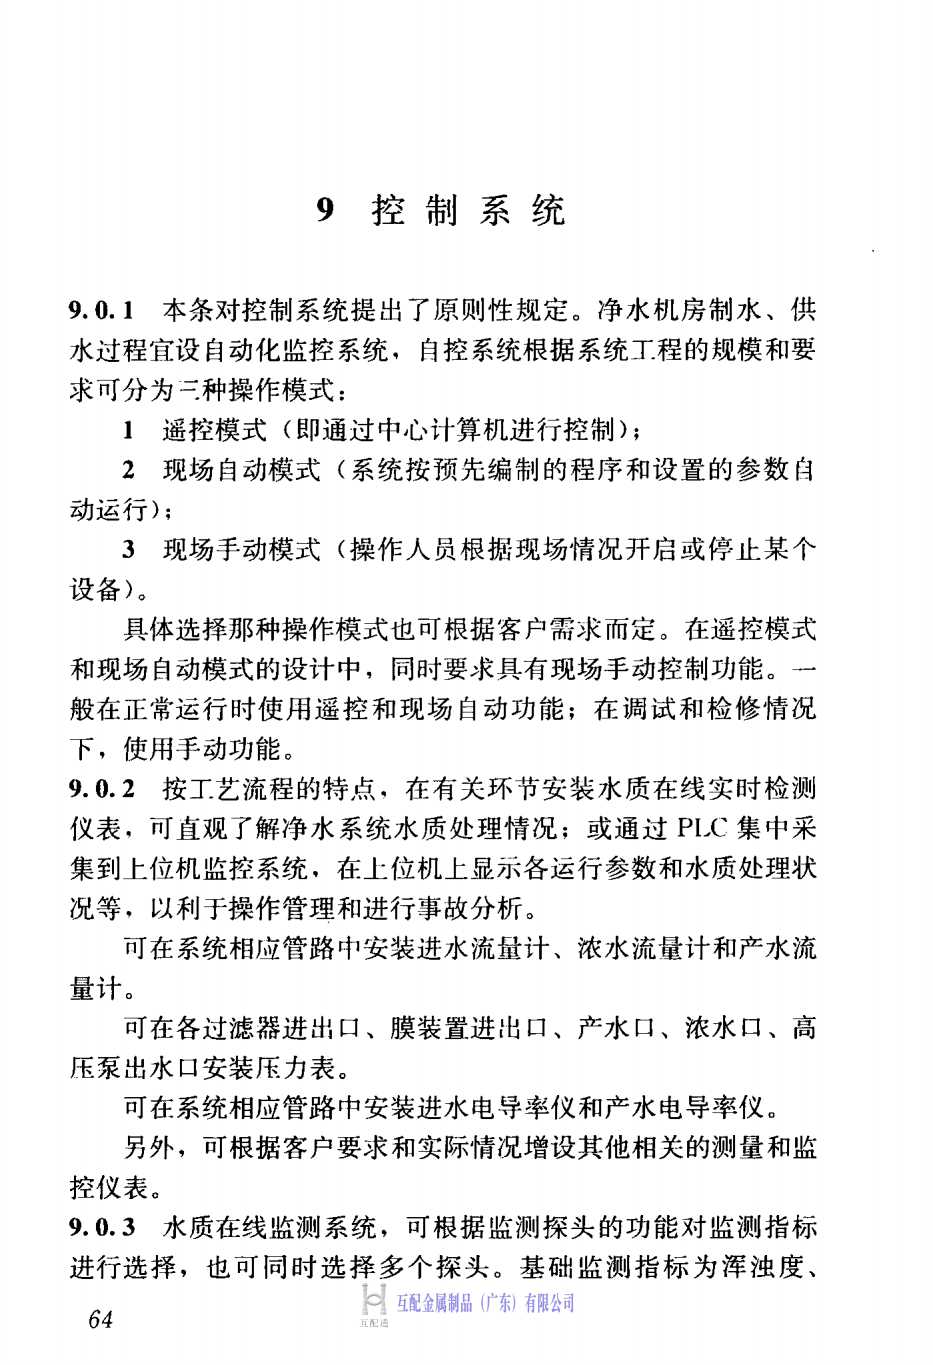 9 控制系统
9.0.1 本条对控制系统提出了原则性规定。净水机房制水、供
水过程宜设自动化监控系统，自控系统根据系统工程的规模和要
求可分为三种操作模式：
1 遥控模式（即通过中心计算机进行控制）；
2 现场自动模式（系统按预先编制的程序和设置的参数自
动运行）；
3 现场手动模式（操作人员根据现场情况开启或停止某个
设备）。
具体选择那种操作模式也可根据客户需求而定。在遥控模式
和现场自动模式的设计中，同时要求具有现场手动控制功能。一
般在正常运行时使用遥控和现场自动功能；在调试和检修情况
下，使用手动功能。
9.0.2 按工艺流程的特点，在有关环节安装水质在线实时检测
仪表，可直观了解净水系统水质处理情况；或通过 PLC 集中采
集到上位机监控系统，在上位机上显示各运行参数和水质处理状
况等，以利于操作管理和进行事故分析。
可在系统相应管路中安装进水流量计、浓水流量计和产水流
量计。
可在各过滤器进出口、膜装置进出口、产水口、浓水口、高
压泵出水口安装压力表。
可在系统相应管路中安装进水电导率仪和产水电导率仪。
另外，可根据客户要求和实际情况增设其他相关的测量和监
控仪表。
9.0.3 水质在线监测系统，可根据监测探头的功能对监测指标
进行选择，也可同时选择多个探头。基础监测指标为浑浊度、
互配金属制品（广东）有限公司
互配通
64